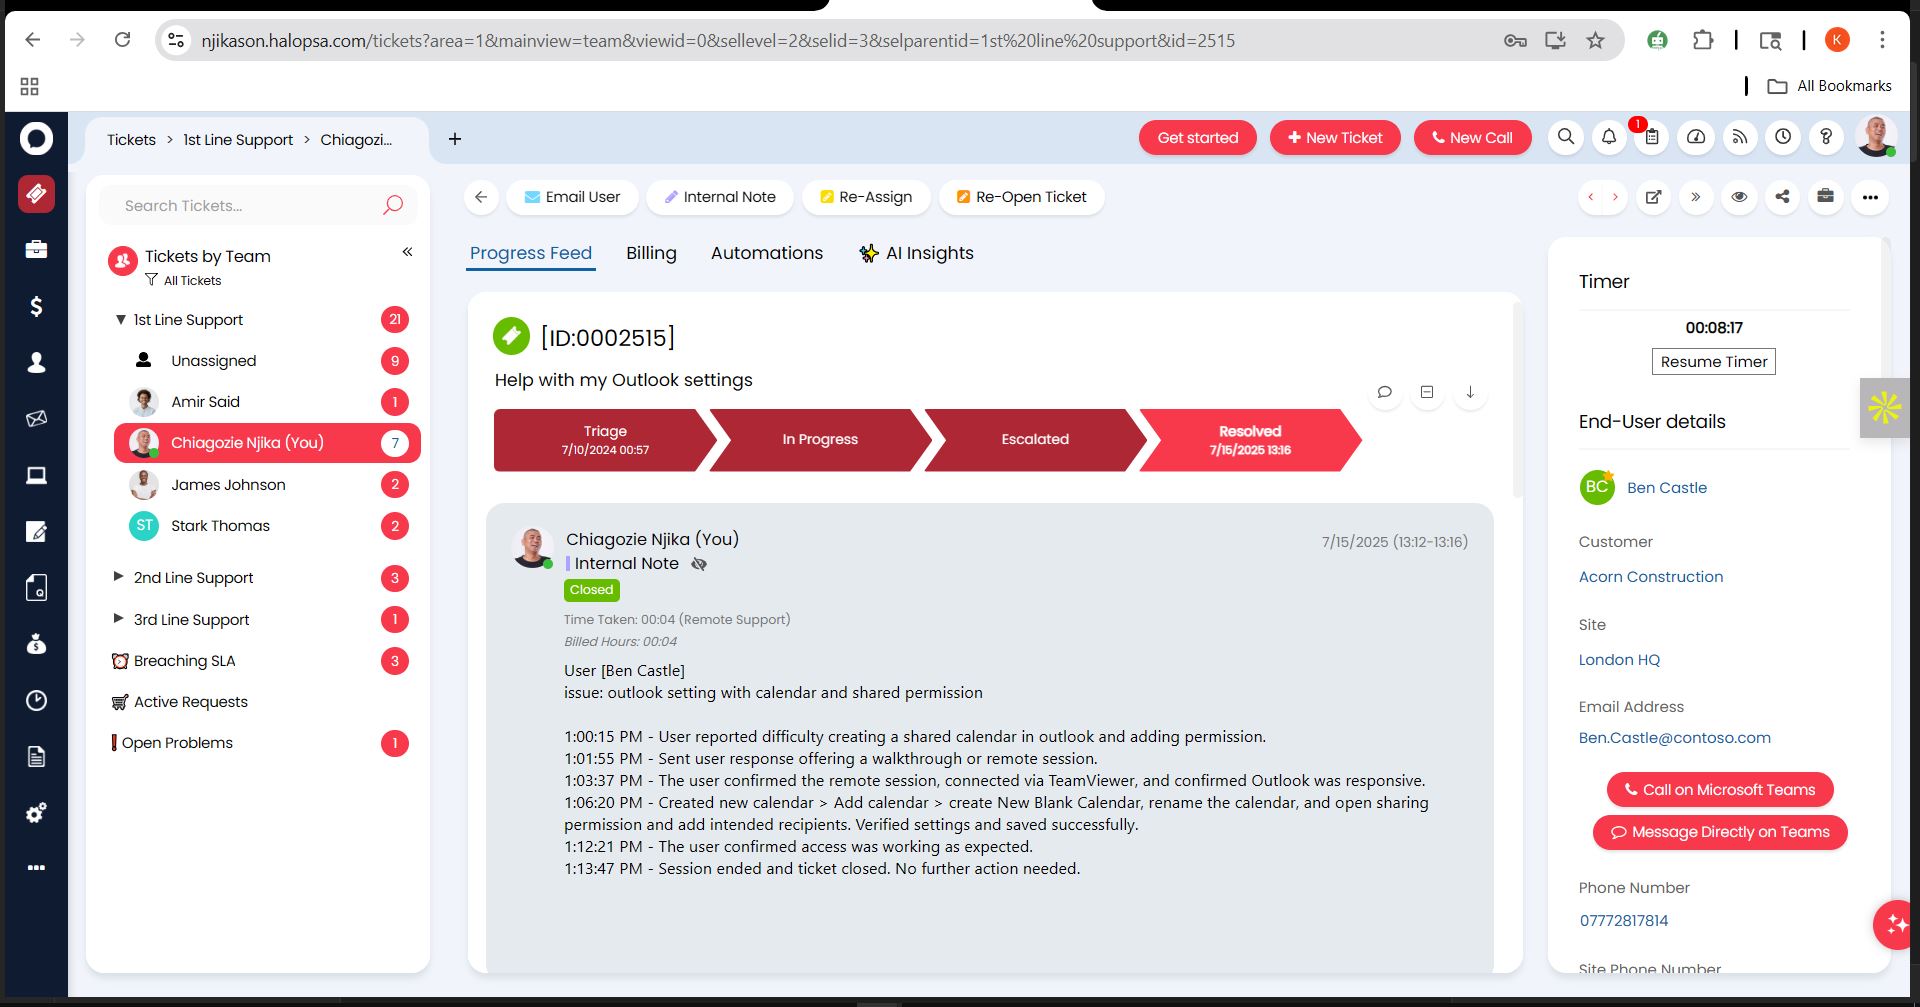 njikason.halopsa.com/tickets?area=1&mainview=team&viewid=0&sellevel=2&selid=3&selparentid=1st%20line%20support&id=2515
K
All Bookmarks
Tickets > 1st Line Support > Chiagozi...
+
Get started
New Ticket
New Call
1
Search Tickets...
Email User
Internal Note
Re-Assign
Re-Open Ticket
Tickets by Team
All Tickets
1st Line Support 21
Unassigned 9
Amir Said 1
Chiagozie Njika (You) 7
James Johnson 2
ST Stark Thomas 2
2nd Line Support 3
3rd Line Support 1
Breaching SLA 3
Active Requests
Open Problems 1
Progress Feed
Billing
Automations
AI Insights
[ID:0002515]
Help with my Outlook settings
Triage
7/10/2024 00:57
In Progress
Escalated
Resolved
7/15/2025 13:16
Chiagozie Njika (You)
7/15/2025 (13:12-13:16)
Internal Note
Closed
Time Taken: 00:04 (Remote Support)
Billed Hours: 00:04
User [Ben Castle]
issue: outlook setting with calendar and shared permission
1:00:15 PM - User reported difficulty creating a shared calendar in outlook and adding permission.
1:01:55 PM - Sent user response offering a walkthrough or remote session.
1:03:37 PM - The user confirmed the remote session, connected via TeamViewer, and confirmed Outlook was responsive.
1:06:20 PM - Created new calendar > Add calendar > create New Blank Calendar, rename the calendar, and open sharing
permission and add intended recipients. Verified settings and saved successfully.
1:12:21 PM - The user confirmed access was working as expected.
1:13:47 PM - Session ended and ticket closed. No further action needed.
Timer
00:08:17
Resume Timer
End-User details
BC Ben Castle
Customer
Acorn Construction
Site
London HQ
Email Address
Ben.Castle@contoso.com
Call on Microsoft Teams
Message Directly on Teams
Phone Number
07772817814
Site Phone Number